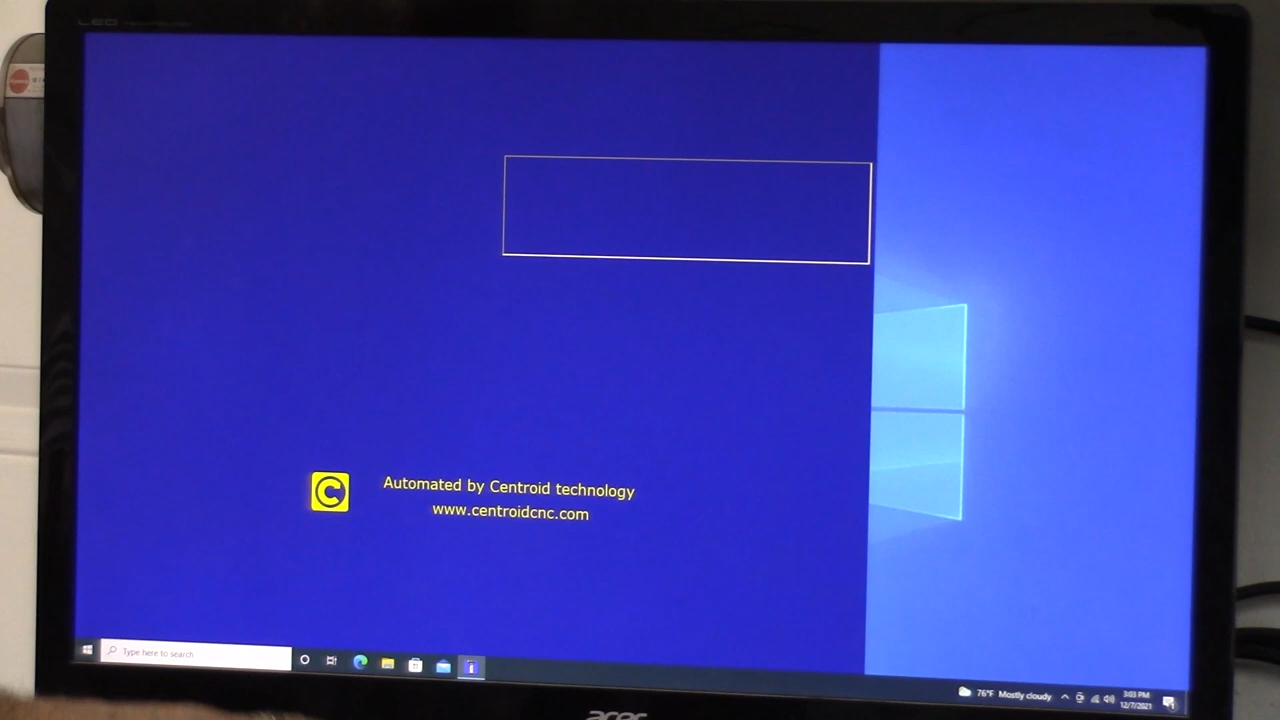 LED
C
Automated by Centroid technology
www.centroidcnc.com
Type here to search
76°F Mostly cloudy
3:03 PM
12/7/2021
acer